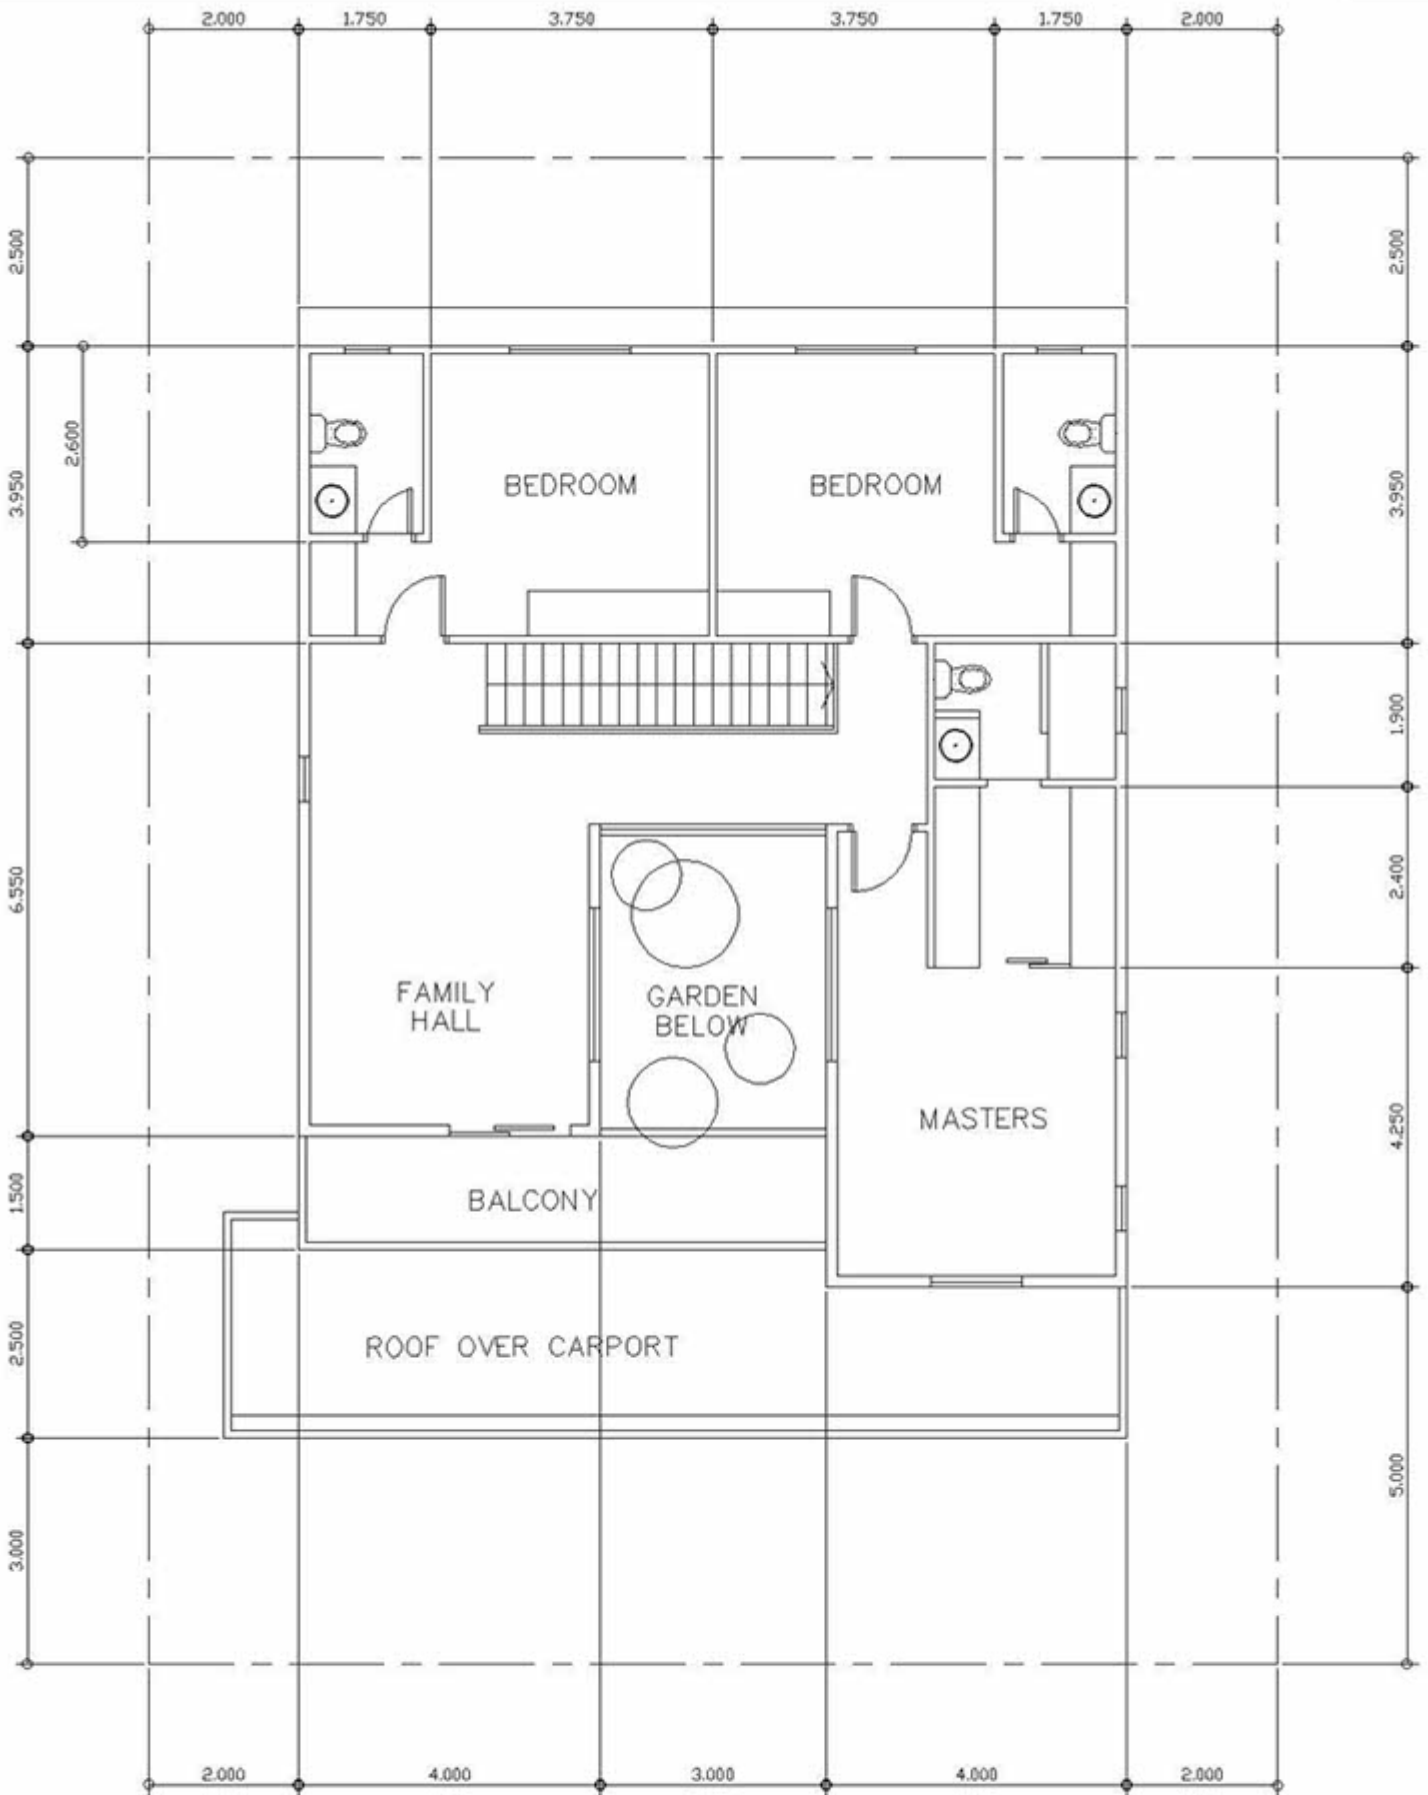 2.000 1.750 3.750 3.750 1.750 2.000
2.500
2.500
2.600
3.950
BEDROOM
BEDROOM
3.950
1.900
6.550
2.400
FAMILY
HALL
GARDEN
BELOW
MASTERS
4.250
1.500
BALCONY
2.500
ROOF OVER CARPORT
5.000
3.000
2.000 4.000 3.000 4.000 2.000